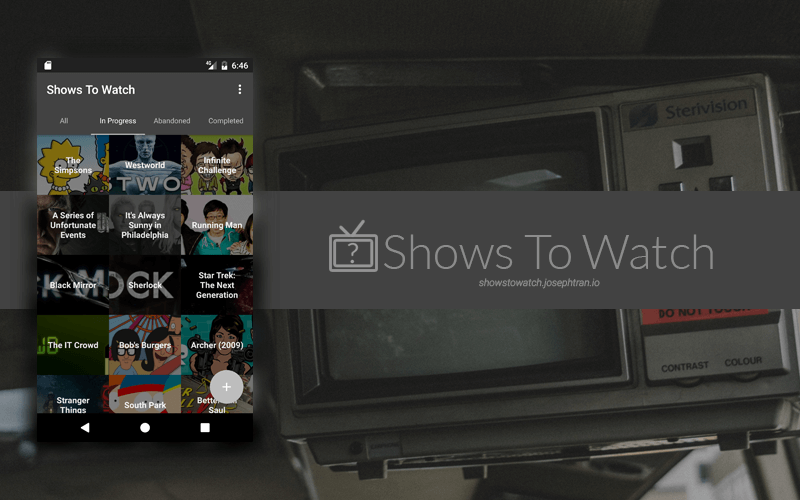 4G 6:46
Shows To Watch
All In Progress Abandoned Completed
The
Simpsons
Westworld
TWO
Infinite
Challenge
A Series of
Unfortunate
Events
It's Always
Sunny in
Philadelphia
Running Man
Black Mirror
Sherlock
OCK
Star Trek:
The Next
Generation
The IT Crowd
Bob's Burgers
Archer (2009)
Stranger
Things
South Park
Saul
+
? Shows To Watch
showstowatch.josephtran.io
Sterivision
DO NOT TOUCH
CONTRAST COLOUR